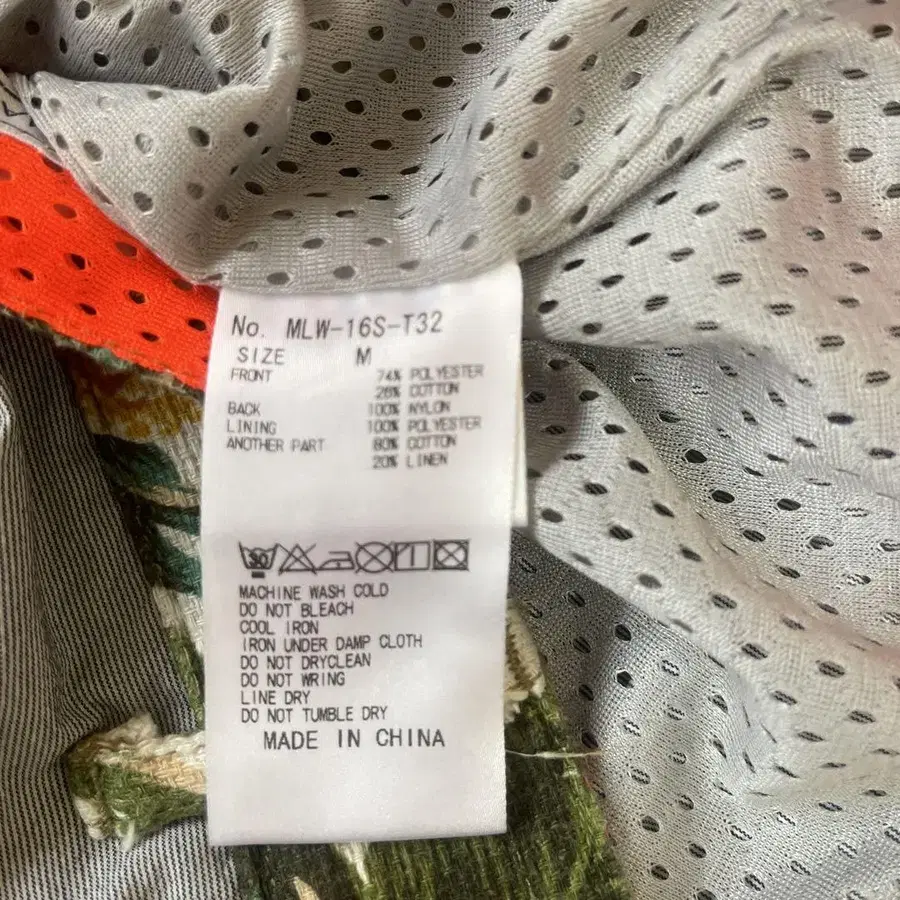 No. MLW-16S-T32
SIZE M
FRONT 74% POLYESTER
26% COTTON
BACK 100% NYLON
LINING 100% POLYESTER
ANOTHER PART 80% COTTON
20% LINEN
MACHINE WASH COLD
DO NOT BLEACH
COOL IRON
IRON UNDER DAMP CLOTH
DO NOT DRYCLEAN
DO NOT WRING
LINE DRY
DO NOT TUMBLE DRY
MADE IN CHINA